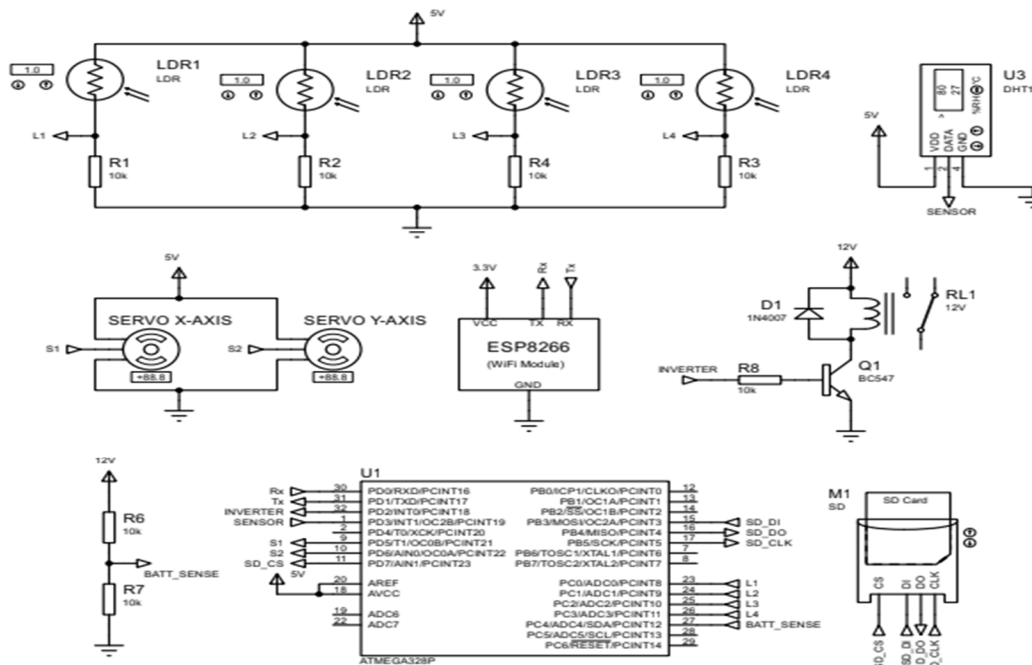 5V
LDR1
LDR
1.0
L1
R1
10k
LDR2
LDR
1.0
L2
R2
10k
LDR3
LDR
1.0
L3
R4
10k
LDR4
LDR
1.0
L4
R3
10k
U3
DHT1
80
27
%RH
°C
5V
VDD
DATA
GND
1
2
4
SENSOR
5V
SERVO X-AXIS
SERVO Y-AXIS
S1
S2
+88.8
+88.8
3.3V
Rx
Tx
VCC
TX
RX
ESP8266
(WiFi Module)
GND
12V
D1
1N4007
RL1
12V
INVERTER
R8
10k
Q1
BC547
12V
R6
10k
BATT_SENSE
R7
10k
U1
Rx 30 PD0/RXD/PCINT16
Tx 31 PD1/TXD/PCINT17
INVERTER 32 PD2/INT0/PCINT18
SENSOR 1 PD3/INT1/OC2B/PCINT19
2 PD4/T0/XCK/PCINT20
S1 9 PD5/T1/OC0B/PCINT21
S2 10 PD6/AIN0/OC0A/PCINT22
SD_CS 11 PD7/AIN1/PCINT23
5V
20 AREF
18 AVCC
19 ADC6
22 ADC7
PB0/ICP1/CLKO/PCINT0 12
PB1/OC1A/PCINT1 13
PB2/SS/OC1B/PCINT2 14
PB3/MOSI/OC2A/PCINT3 15 SD_DI
PB4/MISO/PCINT4 16 SD_DO
PB5/SCK/PCINT5 17 SD_CLK
PB6/TOSC1/XTAL1/PCINT6 7
PB7/TOSC2/XTAL2/PCINT7 8
PC0/ADC0/PCINT8 23 L1
PC1/ADC1/PCINT9 24 L2
PC2/ADC2/PCINT10 25 L3
PC3/ADC3/PCINT11 26 L4
PC4/ADC4/SDA/PCINT12 27 BATT_SENSE
PC5/ADC5/SCL/PCINT13 28
PC6/RESET/PCINT14 29
ATMEGA328P
M1
SD
SD Card
CS
DI
DO
CLK
SD_CS
SD_DI
D_DO
D_CLK